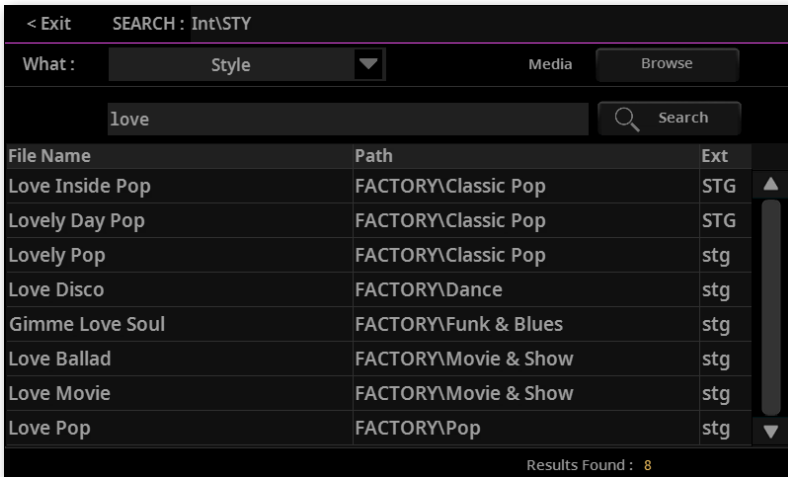 < Exit SEARCH : Int\STY
What : Style Media Browse
love Search
File Name Path Ext
Love Inside Pop FACTORY\Classic Pop STG
Lovely Day Pop FACTORY\Classic Pop STG
Lovely Pop FACTORY\Classic Pop stg
Love Disco FACTORY\Dance stg
Gimme Love Soul FACTORY\Funk & Blues stg
Love Ballad FACTORY\Movie & Show stg
Love Movie FACTORY\Movie & Show stg
Love Pop FACTORY\Pop stg
Results Found : 8